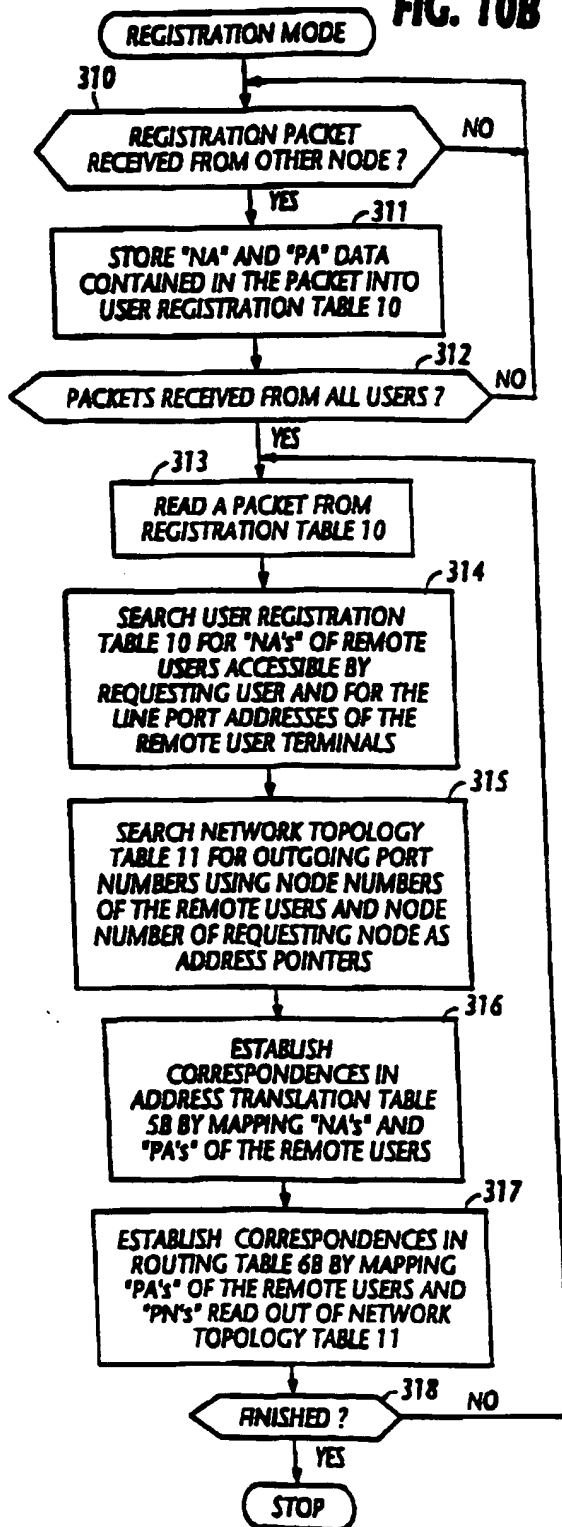 FIG. 10B
REGISTRATION MODE
310
REGISTRATION PACKET
RECEIVED FROM OTHER NODE ?
NO
YES
311
STORE "NA" AND "PA" DATA
CONTAINED IN THE PACKET INTO
USER REGISTRATION TABLE 10
312
PACKETS RECEIVED FROM ALL USERS ?
NO
YES
313
READ A PACKET FROM
REGISTRATION TABLE 10
314
SEARCH USER REGISTRATION
TABLE 10 FOR "NA's" OF REMOTE
USERS ACCESSIBLE BY
REQUESTING USER AND FOR THE
LINE PORT ADDRESSES OF THE
REMOTE USER TERMINALS
315
SEARCH NETWORK TOPOLOGY
TABLE 11 FOR OUTGOING PORT
NUMBERS USING NODE NUMBERS
OF THE REMOTE USERS AND NODE
NUMBER OF REQUESTING NODE AS
ADDRESS POINTERS
316
ESTABLISH
CORRESPONDENCES IN
ADDRESS TRANSLATION TABLE
5B BY MAPPING "NA's" AND
"PA's" OF THE REMOTE USERS
317
ESTABLISH CORRESPONDENCES IN
ROUTING TABLE 6B BY MAPPING
"PA's" OF THE REMOTE USERS AND
"PN's" READ OUT OF NETWORK
TOPOLOGY TABLE 11
318
FINISHED ?
NO
YES
STOP